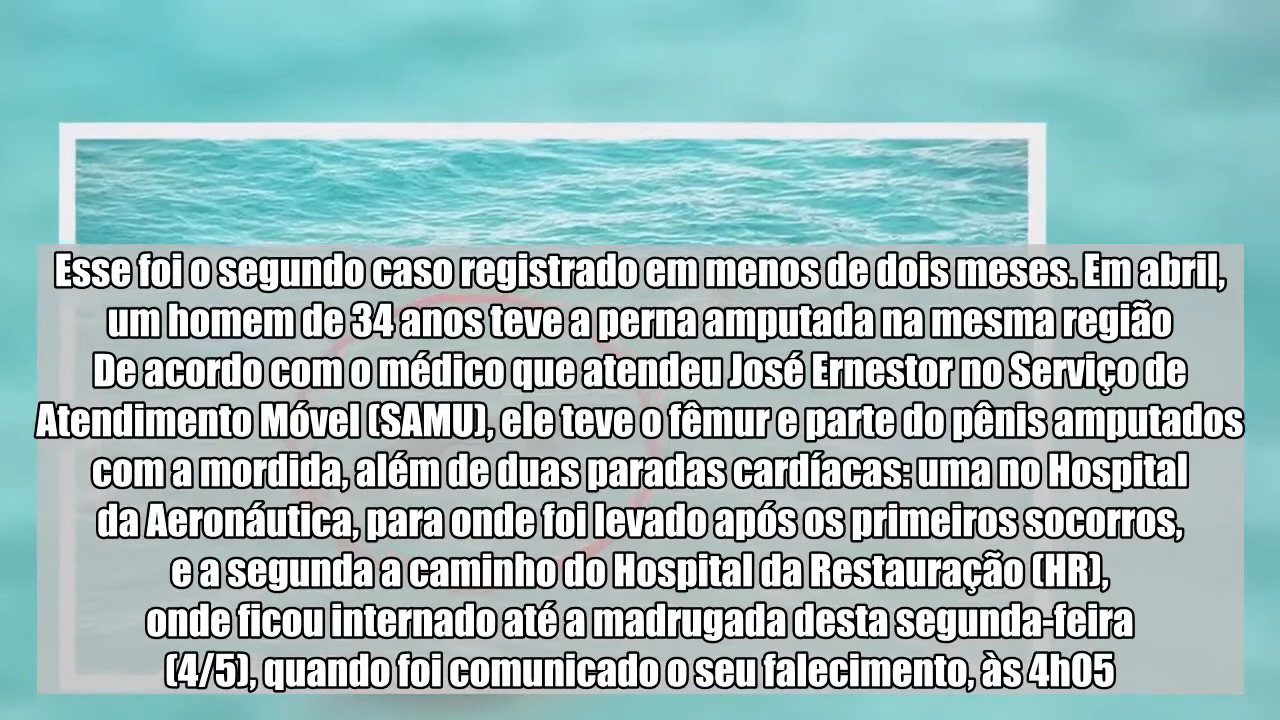 Esse foi o segundo caso registrado em menos de dois meses. Em abril,
um homem de 34 anos teve a perna amputada na mesma região
De acordo com o médico que atendeu José Ernestor no Serviço de
Atendimento Móvel (SAMU), ele teve o fêmur e parte do pênis amputados
com a mordida, além de duas paradas cardíacas: uma no Hospital
da Aeronáutica, para onde foi levado após os primeiros socorros,
e a segunda a caminho do Hospital da Restauração (HR),
onde ficou internado até a madrugada desta segunda-feira
(4/5), quando foi comunicado o seu falecimento, às 4h05